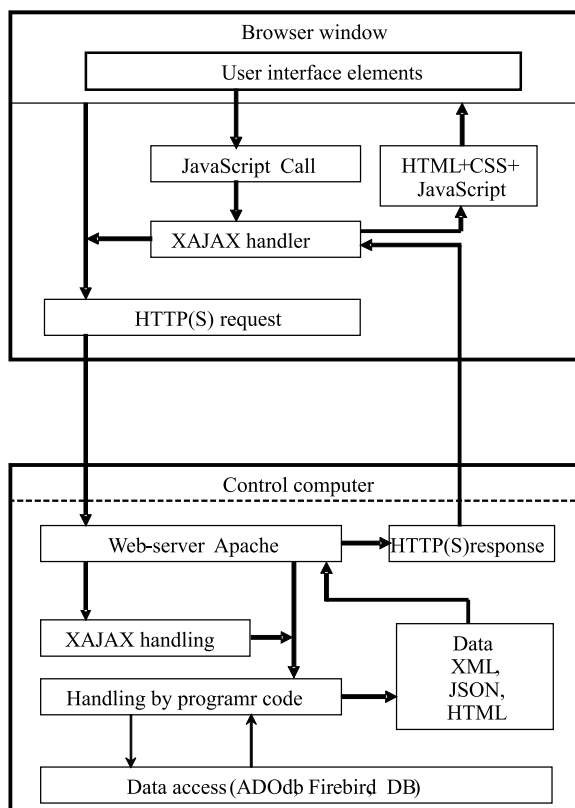 Browser window
User interface elements
JavaScript Call
HTML+CSS+
JavaScript
XAJAX handler
HTTP(S) request
Control computer
Web-server Apache
HTTP(S)response
XAJAX handling
Data
XML,
JSON,
HTML
Handling by programr code
Data access (ADOdb, Firebird, DB)